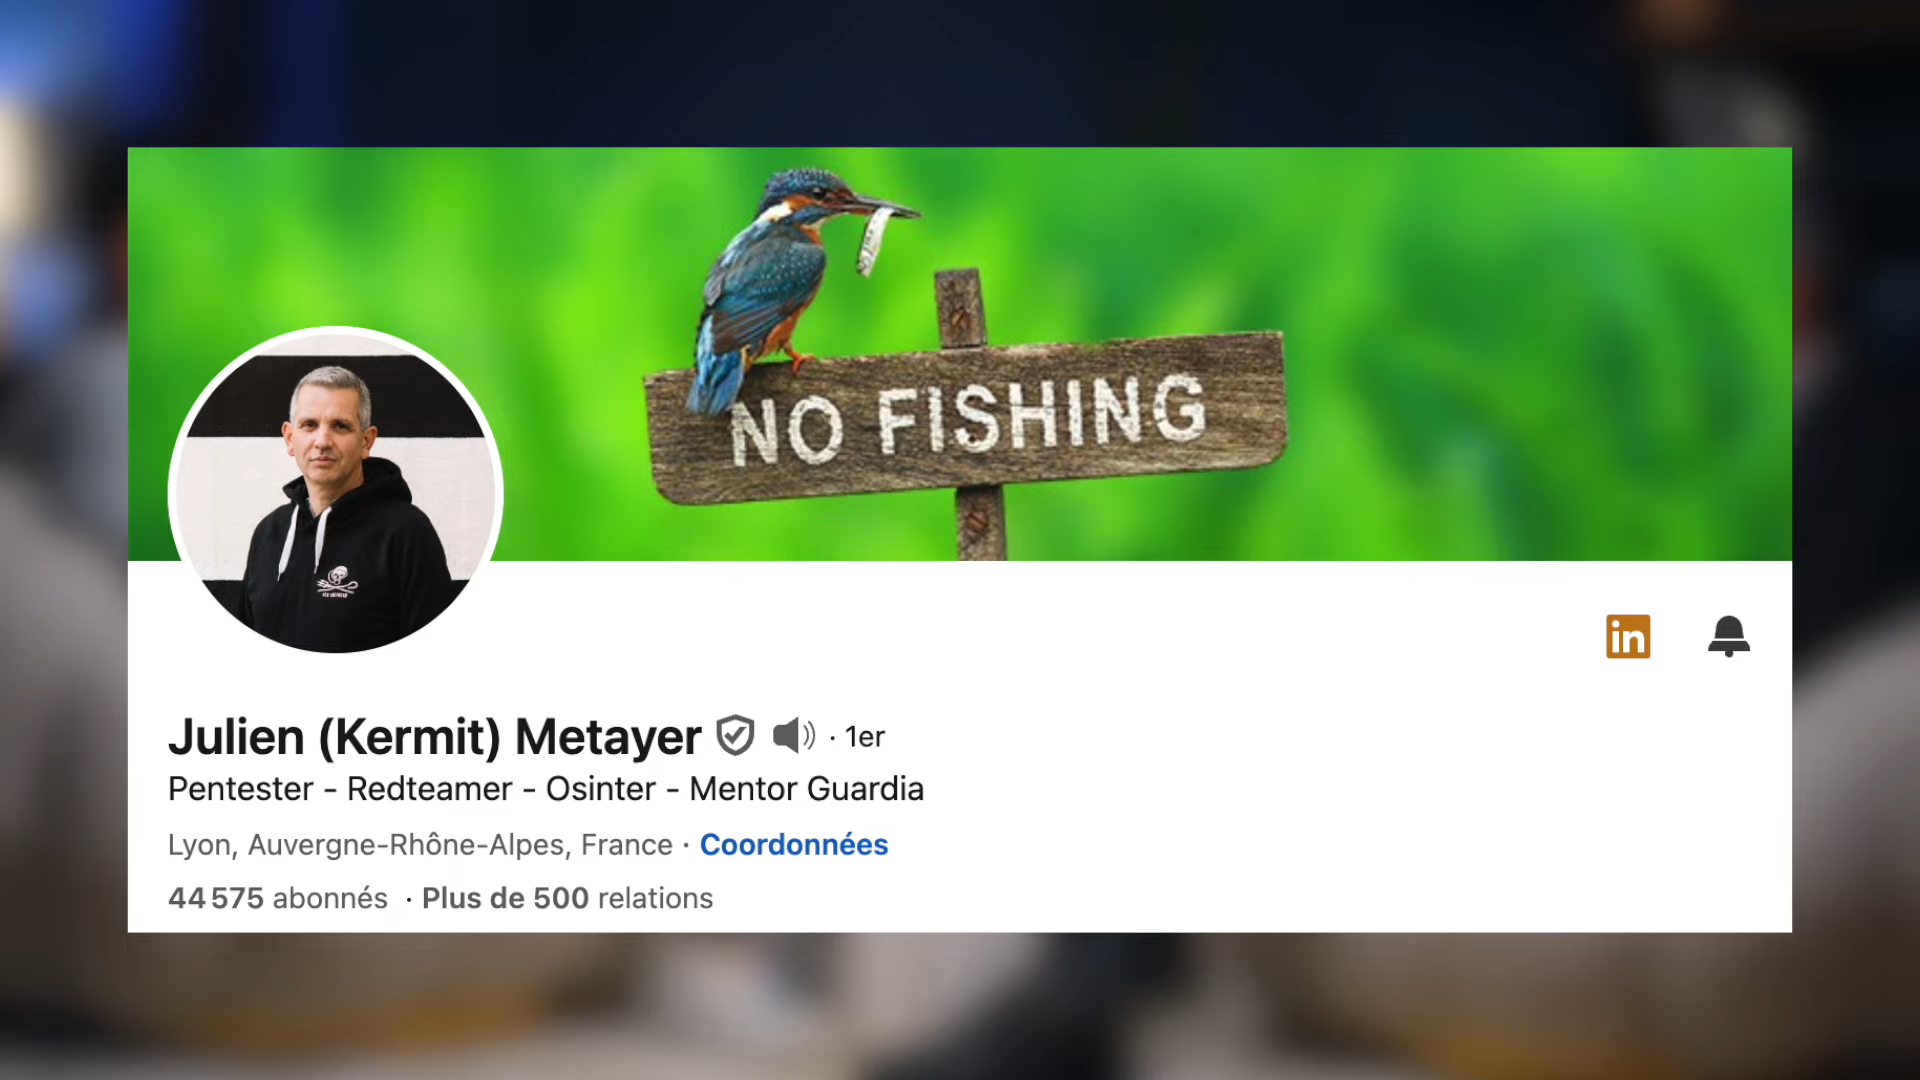 NO FISHING
in
Julien (Kermit) Metayer · 1er
Pentester - Redteamer - Osinter - Mentor Guardia
Lyon, Auvergne-Rhône-Alpes, France · Coordonnées
44 575 abonnés · Plus de 500 relations